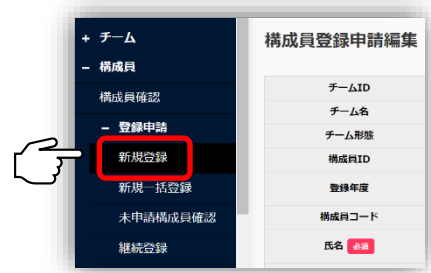 + チーム
− 構成員
構成員確認
− 登録申請
新規登録
新規一括登録
未申請構成員確認
継続登録
構成員登録申請編集
チームID
チーム名
チーム形態
構成員ID
登録年度
構成員コード
氏名 必須